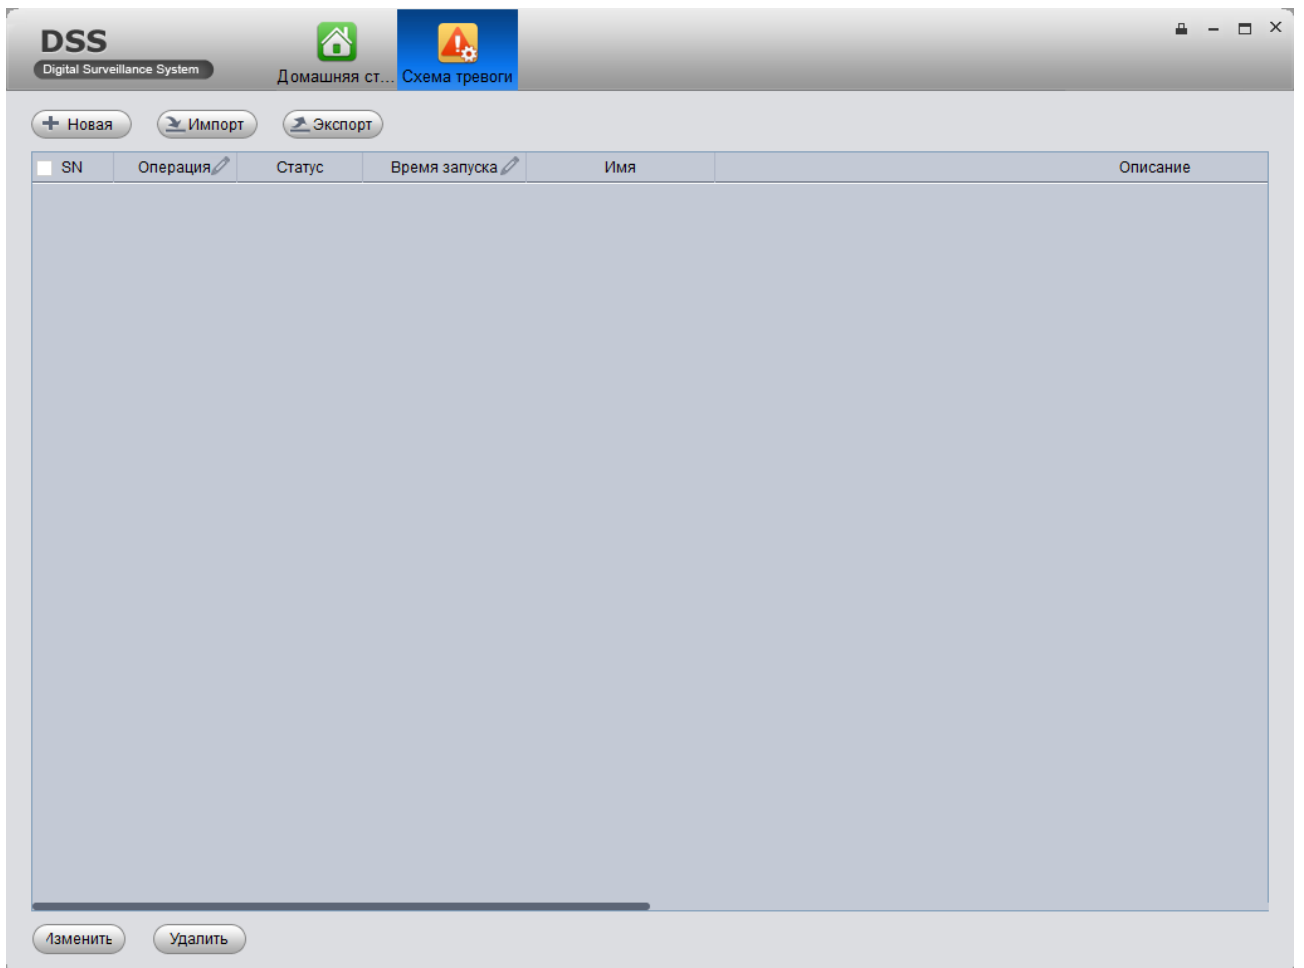 DSS
Digital Surveillance System
Домашняя ст...
Схема тревоги
Новая
Импорт
Экспорт
SN Операция Статус Время запуска Имя Описание
Изменить
Удалить